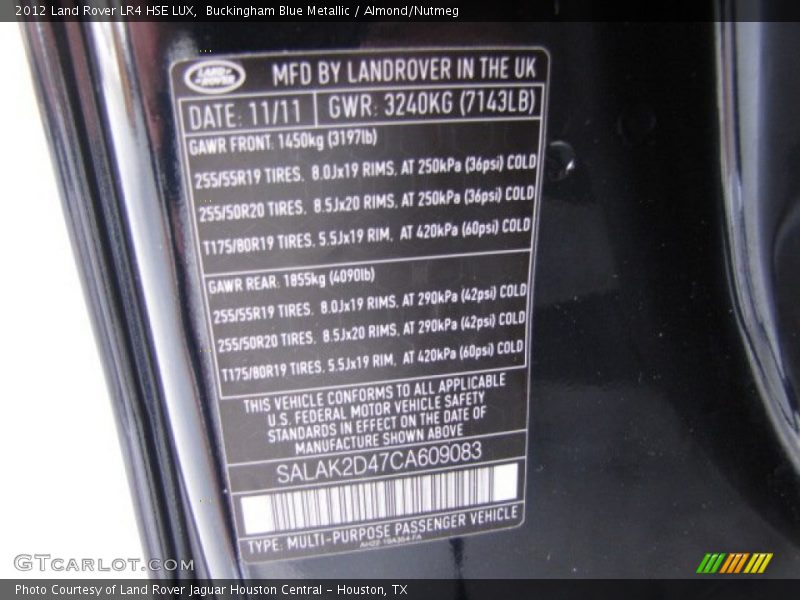 2012 Land Rover LR4 HSE LUX, Buckingham Blue Metallic / Almond/Nutmeg
LAND ROVER
MFD BY LANDROVER IN THE UK
DATE: 11/11 GWR: 3240KG (7143LB)
GAWR FRONT: 1450kg (3197lb)
255/55R19 TIRES, 8.0Jx19 RIMS, AT 250kPa (36psi) COLD
255/50R20 TIRES, 8.5Jx20 RIMS, AT 250kPa (36psi) COLD
T175/80R19 TIRES, 5.5Jx19 RIM, AT 420kPa (60psi) COLD
GAWR REAR: 1855kg (4090lb)
255/55R19 TIRES, 8.0Jx19 RIMS, AT 290kPa (42psi) COLD
255/50R20 TIRES, 8.5Jx20 RIMS, AT 290kPa (42psi) COLD
T175/80R19 TIRES, 5.5Jx19 RIM, AT 420kPa (60psi) COLD
THIS VEHICLE CONFORMS TO ALL APPLICABLE
U.S. FEDERAL MOTOR VEHICLE SAFETY
STANDARDS IN EFFECT ON THE DATE OF
MANUFACTURE SHOWN ABOVE
SALAK2D47CA609083
TYPE: MULTI-PURPOSE PASSENGER VEHICLE
GTCARLOT.COM
Photo Courtesy of Land Rover Jaguar Houston Central - Houston, TX